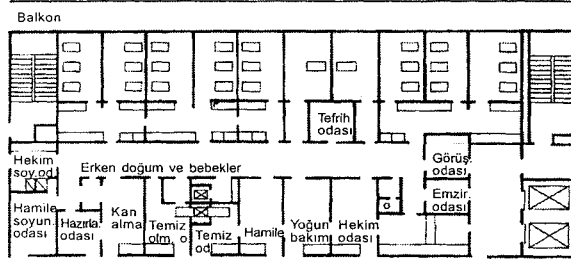 Balkon
Tefrih
odası
Hekim
soy.od.
Erken doğum ve bebekler
Görüş.
odası
Emzir.
odası
Hamile
soyun.
odası
Hazırla.
odası
Kan
alma
Temiz
olm. o
Temiz
od.
Hamile
Yoğun
bakım
Hekim
odası
o